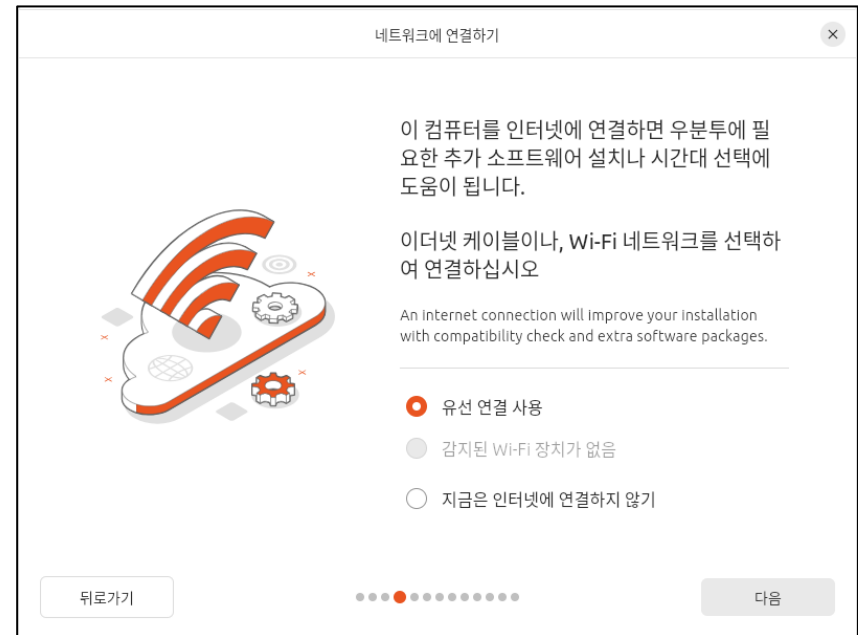 네트워크에 연결하기
이 컴퓨터를 인터넷에 연결하면 우분투에 필
요한 추가 소프트웨어 설치나 시간대 선택에
도움이 됩니다.
이더넷 케이블이나, Wi-Fi 네트워크를 선택하
여 연결하십시오
An internet connection will improve your installation
with compatibility check and extra software packages.
유선 연결 사용
감지된 Wi-Fi 장치가 없음
지금은 인터넷에 연결하지 않기
뒤로가기
다음